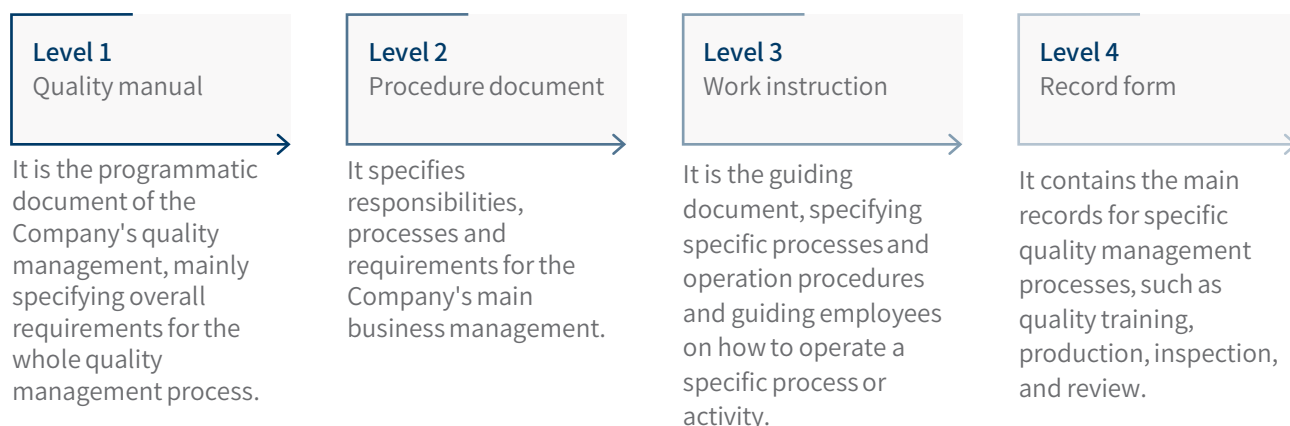 Level 1
Quality manual
It is the programmatic
document of the
Company's quality
management, mainly
specifying overall
requirements for the
whole quality
management process.
Level 2
Procedure document
It specifies
responsibilities,
processes and
requirements for the
Company's main
business management.
Level 3
Work instruction
It is the guiding
document, specifying
specific processes and
operation procedures
and guiding employees
on how to operate a
specific process or
activity.
Level 4
Record form
It contains the main
records for specific
quality management
processes, such as
quality training,
production, inspection,
and review.